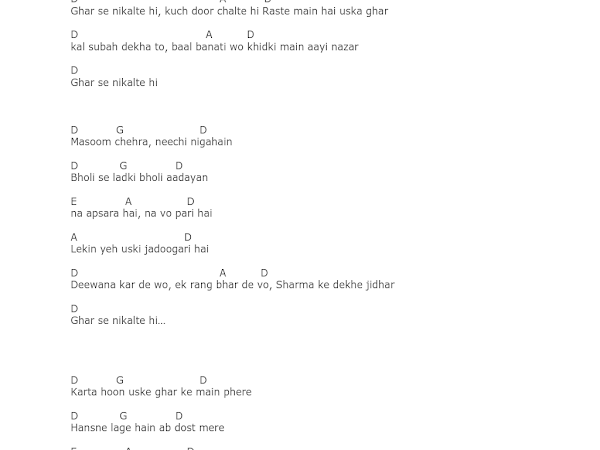 D A D
Ghar se nikalte hi, kuch door chalte hi Raste main hai uska ghar
D A D
kal subah dekha to, baal banati wo khidki main aayi nazar
D
Ghar se nikalte hi
D G D
Masoom chehra, neechi nigahain
D G D
Bholi se ladki bholi aadayan
E A D
na apsara hai, na vo pari hai
A D
Lekin yeh uski jadoogari hai
D A D
Deewana kar de wo, ek rang bhar de vo, Sharma ke dekhe jidhar
D
Ghar se nikalte hi...
D G D
Karta hoon uske ghar ke main phere
D G D
Hansne lage hain ab dost mere
E A D